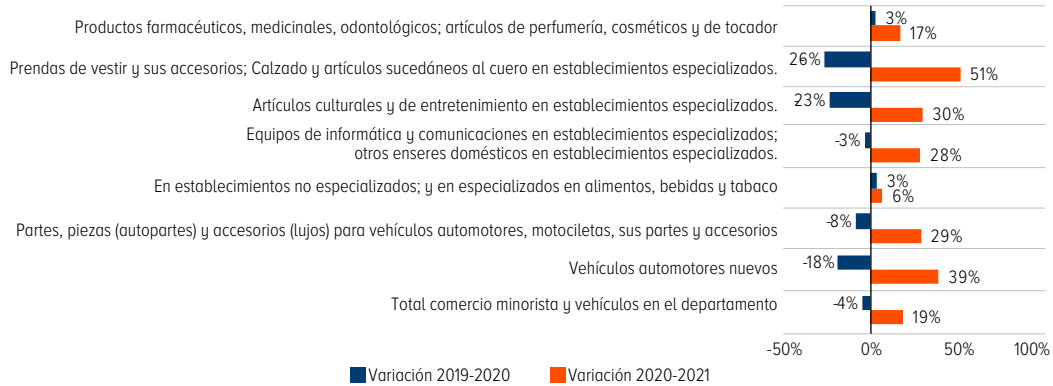 Productos farmacéuticos, medicinales, odontológicos; artículos de perfumería, cosméticos y de tocador
3%
17%
Prendas de vestir y sus accesorios; Calzado y artículos sucedáneos al cuero en establecimientos especializados.
-26%
51%
Artículos culturales y de entretenimiento en establecimientos especializados.
-23%
30%
Equipos de informática y comunicaciones en establecimientos especializados;
otros enseres domésticos en establecimientos especializados.
-3%
28%
En establecimientos no especializados; y en especializados en alimentos, bebidas y tabaco
3%
6%
Partes, piezas (autopartes) y accesorios (lujos) para vehículos automotores, motociletas, sus partes y accesorios
-8%
29%
Vehículos automotores nuevos
-18%
39%
Total comercio minorista y vehículos en el departamento
-4%
19%
-50% 0% 50% 100%
Variación 2019-2020 Variación 2020-2021